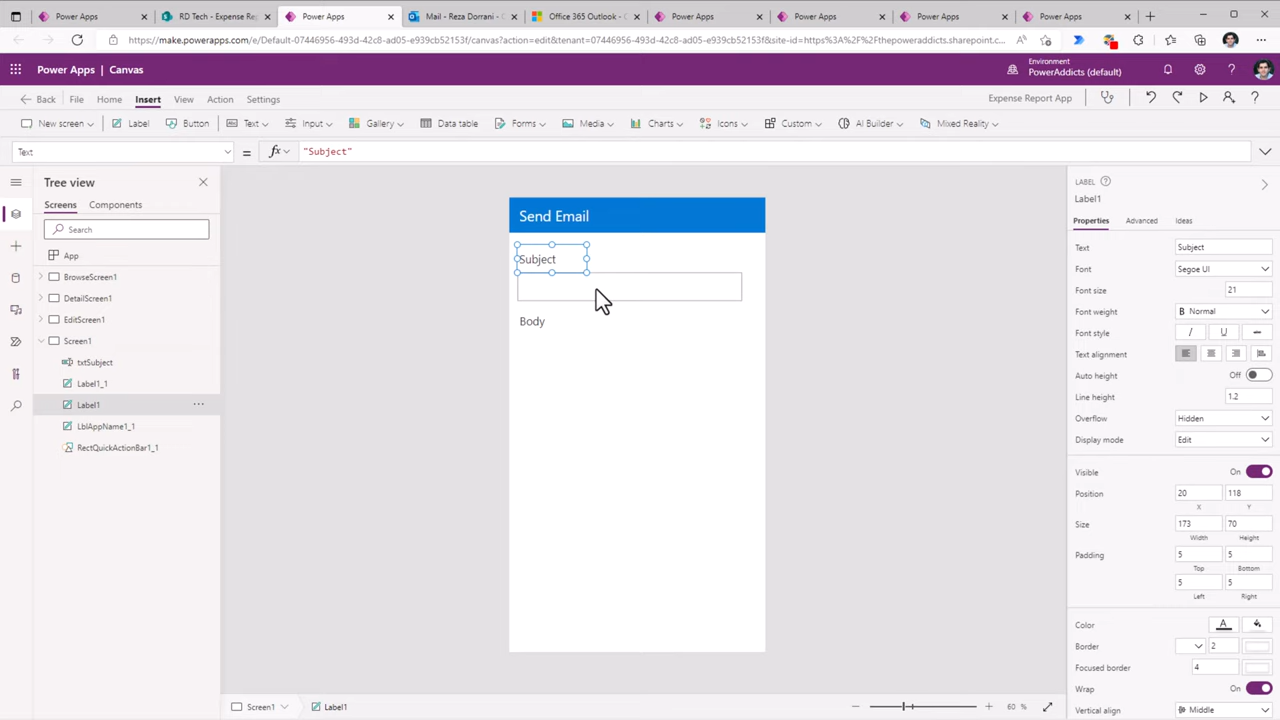 Power Apps
RD Tech - Expense Rep
Power Apps
Mail - Reza Dorrani - Outlook
Office 365 Outlook - C
Power Apps
Power Apps
Power Apps
Power Apps
https://make.powerapps.com/e/Default-07446956-493d-42c8-ad05-e939cb52153f/canvas?action=edit&tenant=07446956-493d-42c8-ad05-e939cb52153f&site-id=https%3A%2F%2Fthepoweraddicts.sharepoint.c...
Power Apps | Canvas
Environment
PowerAddicts (default)
Back File Home Insert View Action Settings
Expense Report App
New screen Label Button Text Input Gallery Data table Forms Media Charts Icons Custom AI Builder Mixed Reality
Text = fx "Subject"
Tree view
Screens Components
Search
App
BrowseScreen1
DetailScreen1
EditScreen1
Screen1
txtSubject
Label1_1
Label1
LblAppName1_1
RectQuickActionBar1_1
Send Email
Subject
Body
LABEL
Label1
Properties Advanced Ideas
Text Subject
Font Segoe UI
Font size 21
Font weight B Normal
Font style
Text alignment
Auto height Off
Line height 1.2
Overflow Hidden
Display mode Edit
Visible On
Position 20 118
X Y
Size 173 70
Width Height
Padding 5 5
Top Bottom
5 5
Left Right
Color
Border 2
Focused border 4
Wrap On
Vertical align Middle
Screen1 Label1
60 %